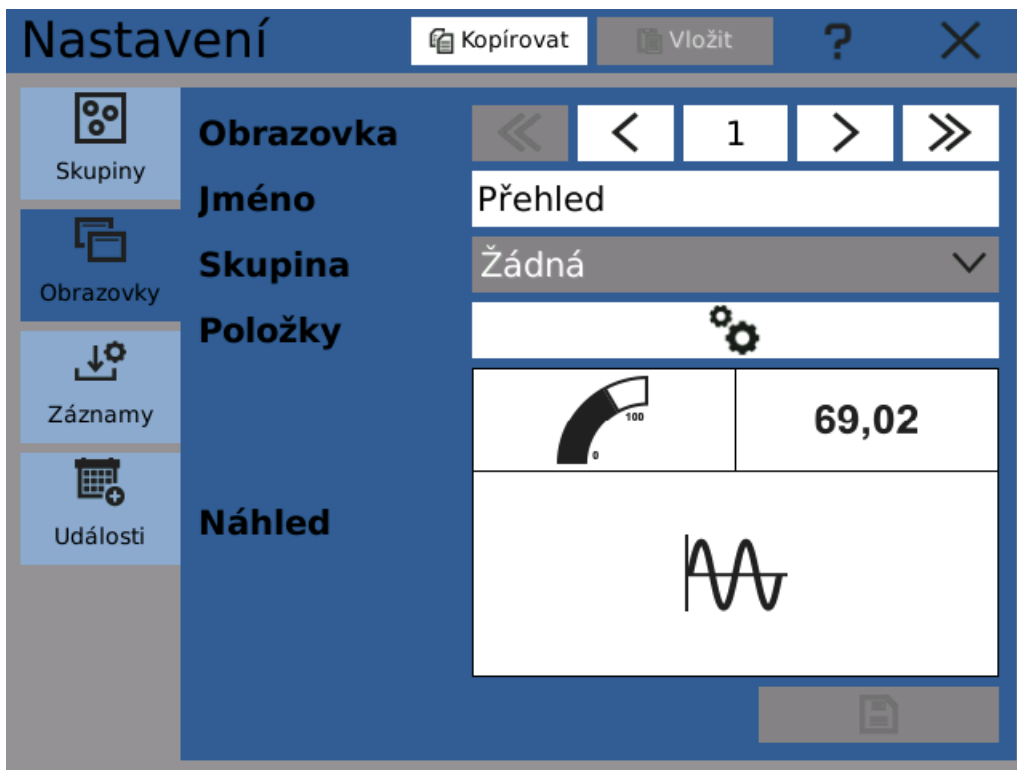 Nastavení
Kopírovat
Vložit
?
Skupiny
Obrazovky
Záznamy
Události
Obrazovka
1
Jméno
Přehled
Skupina
Žádná
Položky
100
0
69,02
Náhled